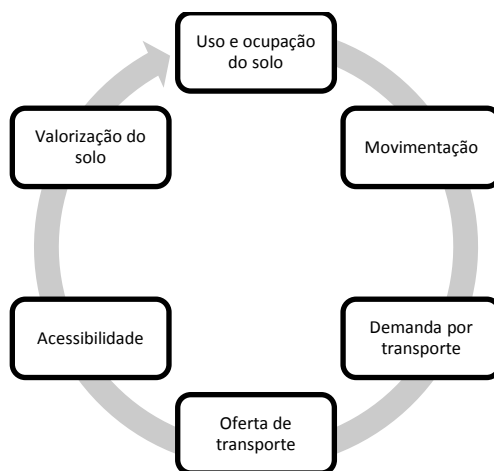 Uso e ocupação
do solo
Movimentação
Demanda por
transporte
Oferta de
transporte
Acessibilidade
Valorização do
solo